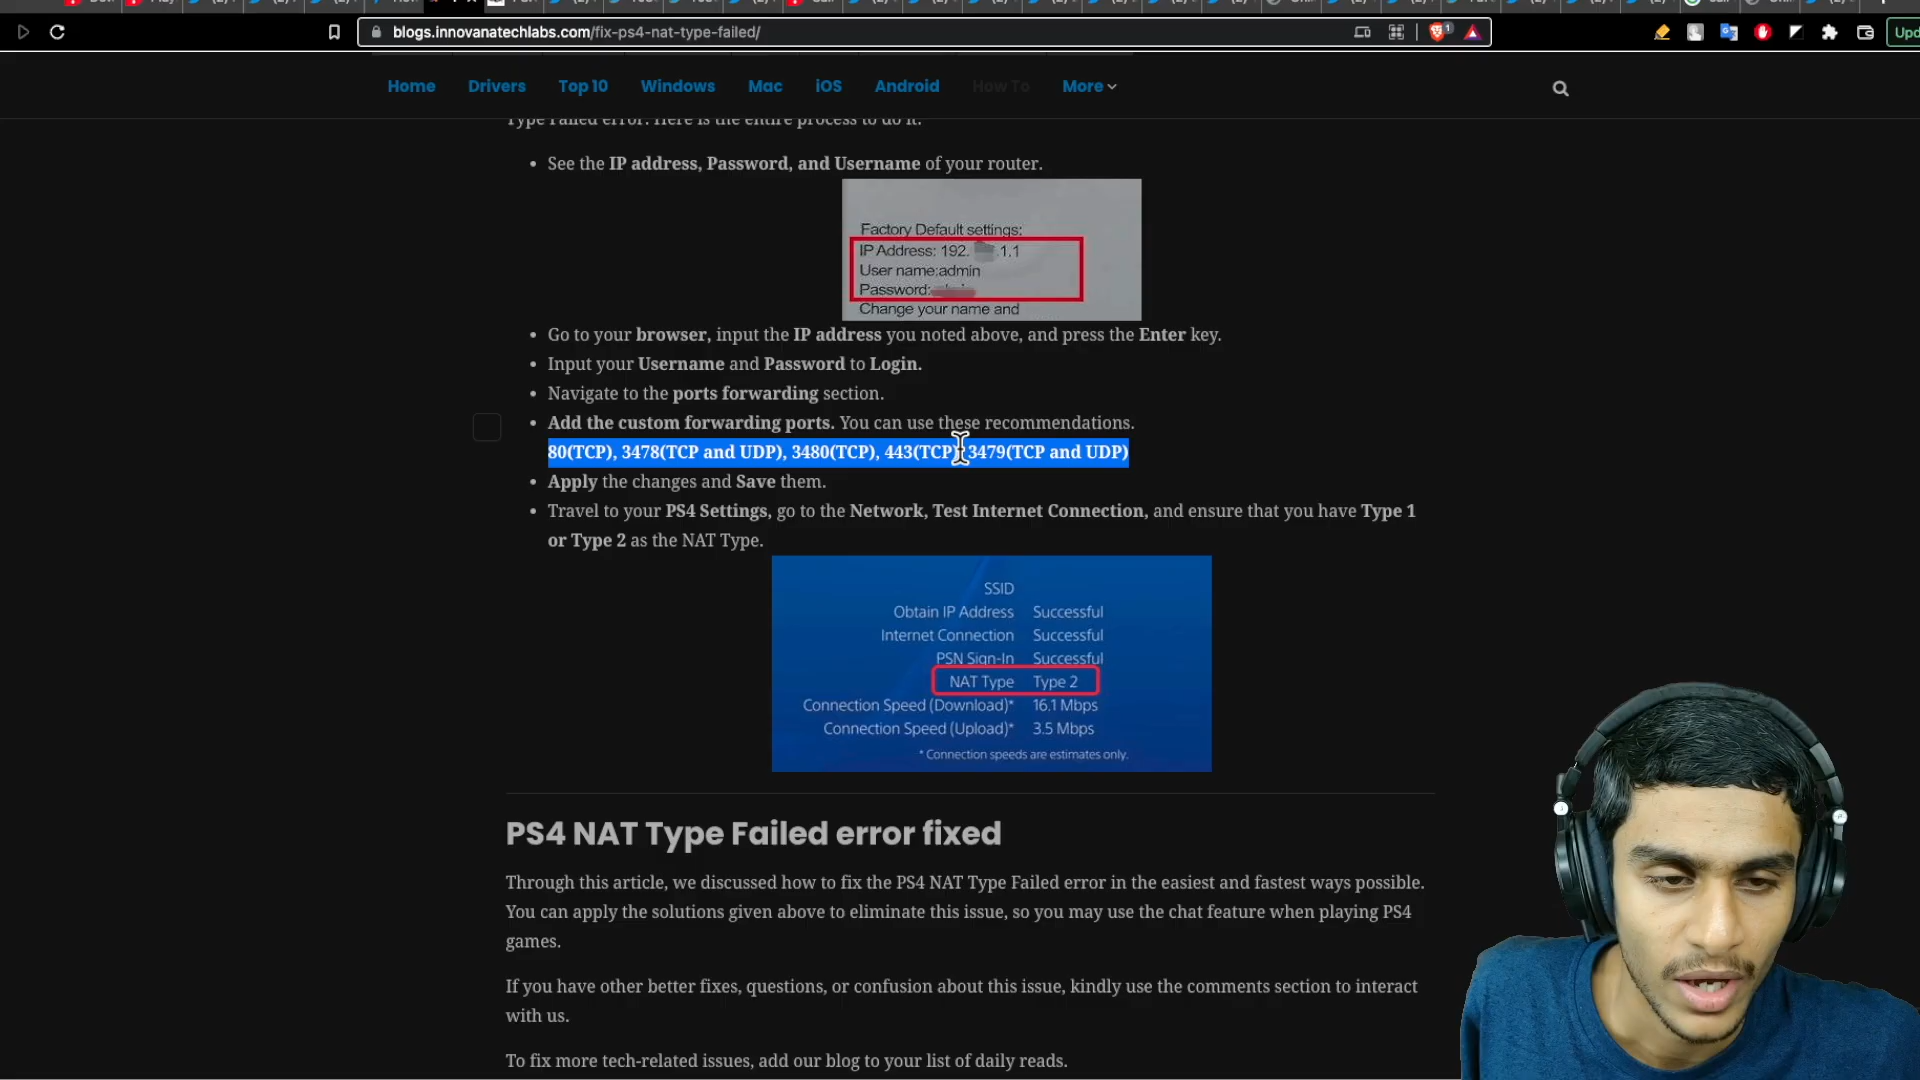 blogs.innovanatechlabs.com/fix-ps4-nat-type-failed/
Home Drivers Top 10 Windows Mac iOS Android How To More
Type Failed error. Here is the entire process to do it.
• See the IP address, Password, and Username of your router.
Factory Default settings:
IP Address: 192. .1.1
User name:admin
Password:
Change your name and
• Go to your browser, input the IP address you noted above, and press the Enter key.
• Input your Username and Password to Login.
• Navigate to the ports forwarding section.
• Add the custom forwarding ports. You can use these recommendations.
80(TCP), 3478(TCP and UDP), 3480(TCP), 443(TCP) 3479(TCP and UDP)
• Apply the changes and Save them.
• Travel to your PS4 Settings, go to the Network, Test Internet Connection, and ensure that you have Type 1
or Type 2 as the NAT Type.
SSID
Obtain IP Address Successful
Internet Connection Successful
PSN Sign-In Successful
NAT Type Type 2
Connection Speed (Download)* 16.1 Mbps
Connection Speed (Upload)* 3.5 Mbps
* Connection speeds are estimates only.
PS4 NAT Type Failed error fixed
Through this article, we discussed how to fix the PS4 NAT Type Failed error in the easiest and fastest ways possible.
You can apply the solutions given above to eliminate this issue, so you may use the chat feature when playing PS4
games.
If you have other better fixes, questions, or confusion about this issue, kindly use the comments section to interact
with us.
To fix more tech-related issues, add our blog to your list of daily reads.